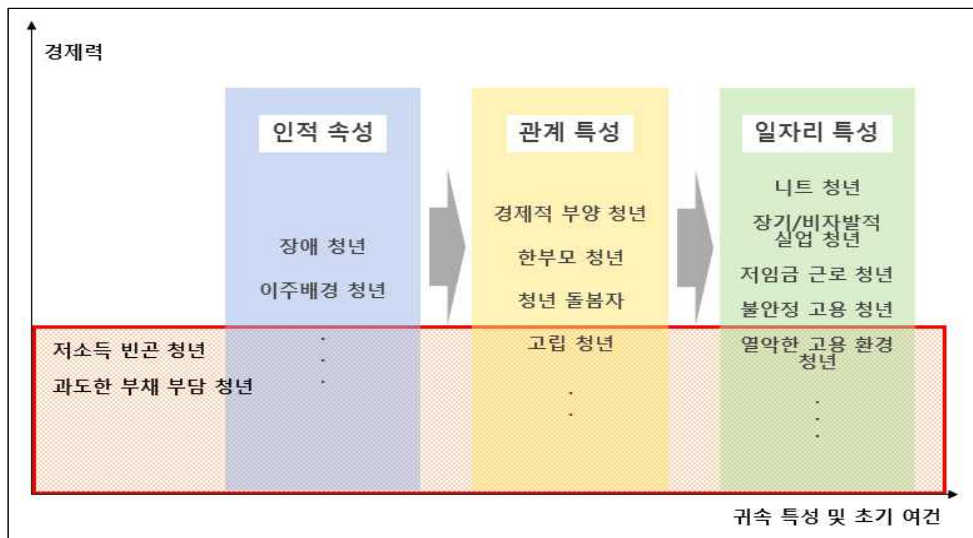 경제력
인적 속성
장애 청년
이주배경 청년
.
.
.
관계 특성
경제적 부양 청년
한부모 청년
청년 돌봄자
고립 청년
.
.
일자리 특성
니트 청년
장기/비자발적
실업 청년
저임금 근로 청년
불안정 고용 청년
열악한 고용 환경
청년
.
.
.
저소득 빈곤 청년
과도한 부채 부담 청년
귀속 특성 및 초기 여건